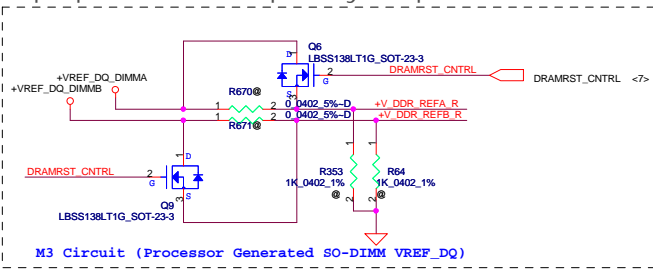 Q6
LBSS138LT1G_SOT-23-3
D
S
G
2
DRAMRST_CNTRL
DRAMRST_CNTRL <7>
+VREF_DQ_DIMMA
+VREF_DQ_DIMMB
R670@
1 2
0_0402_5%~D
+V_DDR_REFA_R
1 2
R671@
0_0402_5%~D
+V_DDR_REFB_R
DRAMRST_CNTRL
2
G
1
D
3
S
Q9
LBSS138LT1G_SOT-23-3
1
R353
1K_0402_1%
@
2
1
R64
1K_0402_1%
@
2
M3 Circuit (Processor Generated SO-DIMM VREF_DQ)